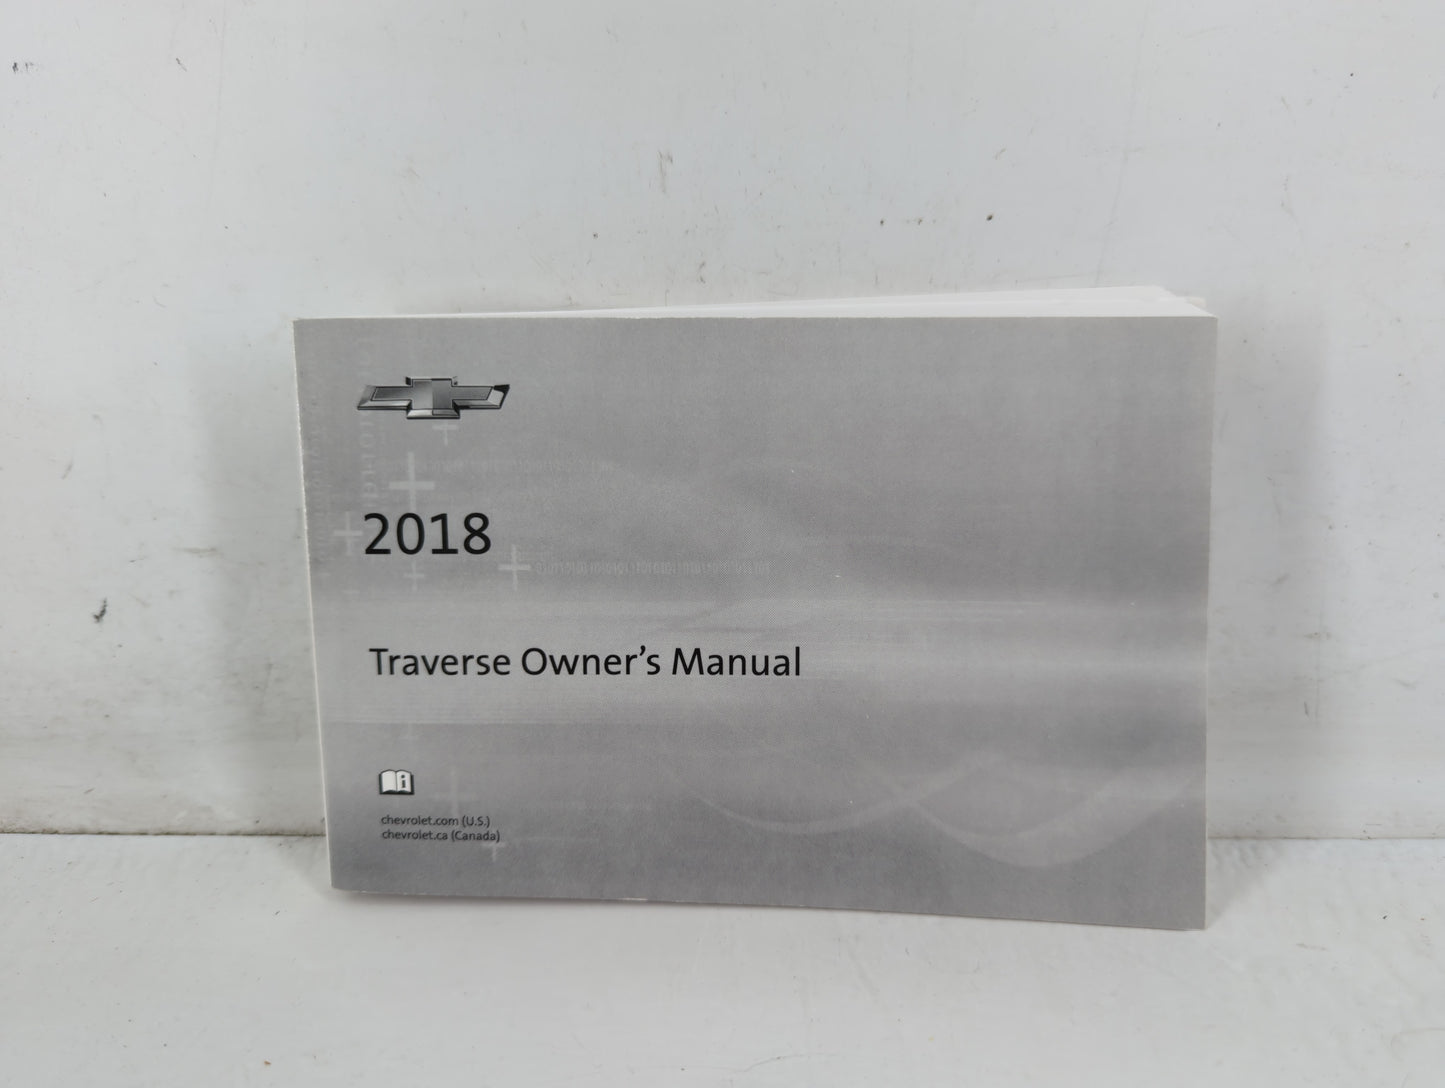 2018
Traverse Owner's Manual
i
chevrolet.com (U.S.)
chevrolet.ca (Canada)